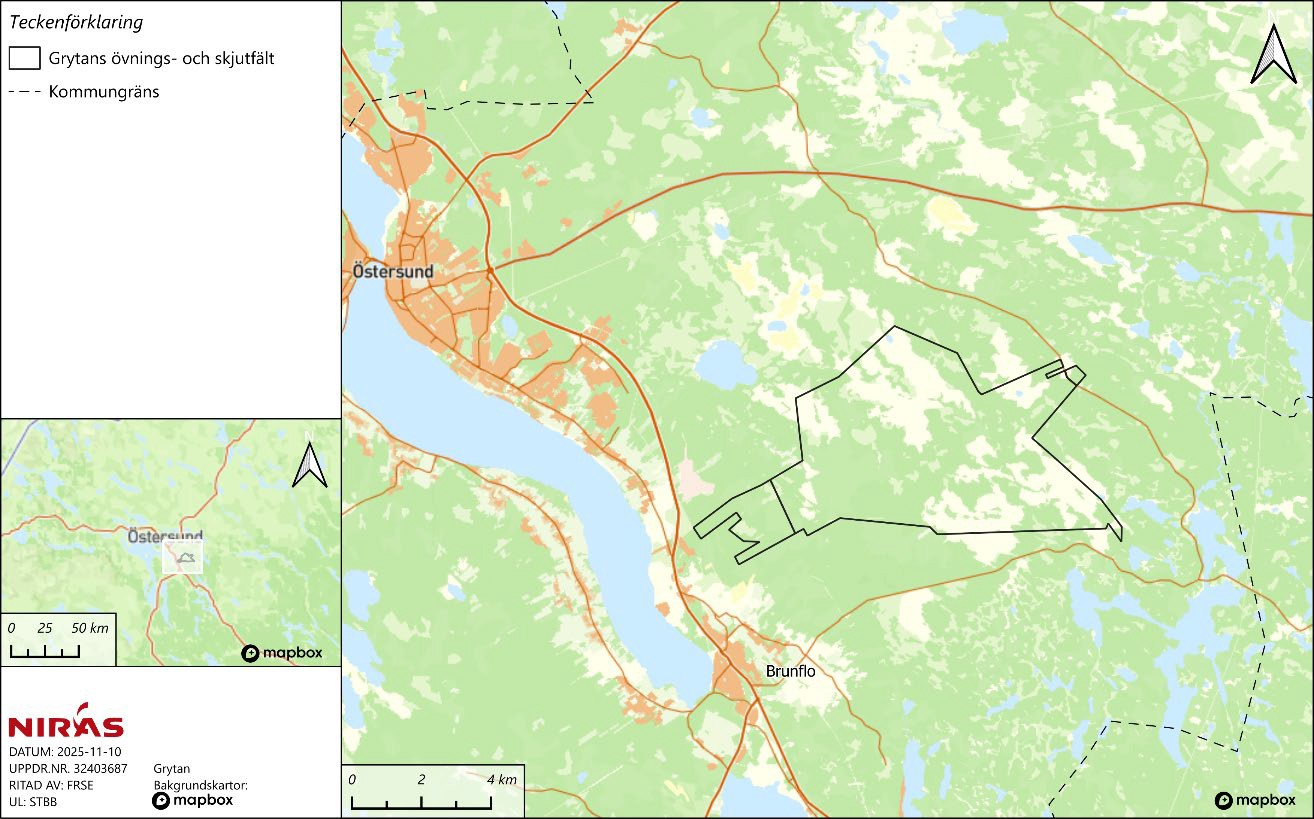 Teckenförklaring
Grytans övnings- och skjutfält
Kommungräns
Östersund
Brunflo
Östersund
0 25 50 km
mapbox
NIRAS
DATUM: 2025-11-10
UPPDR.NR. 32403687
RITAD AV: FRSE
UL: STBB
Grytan
Bakgrundskartor:
mapbox
0 2 4 km
mapbox